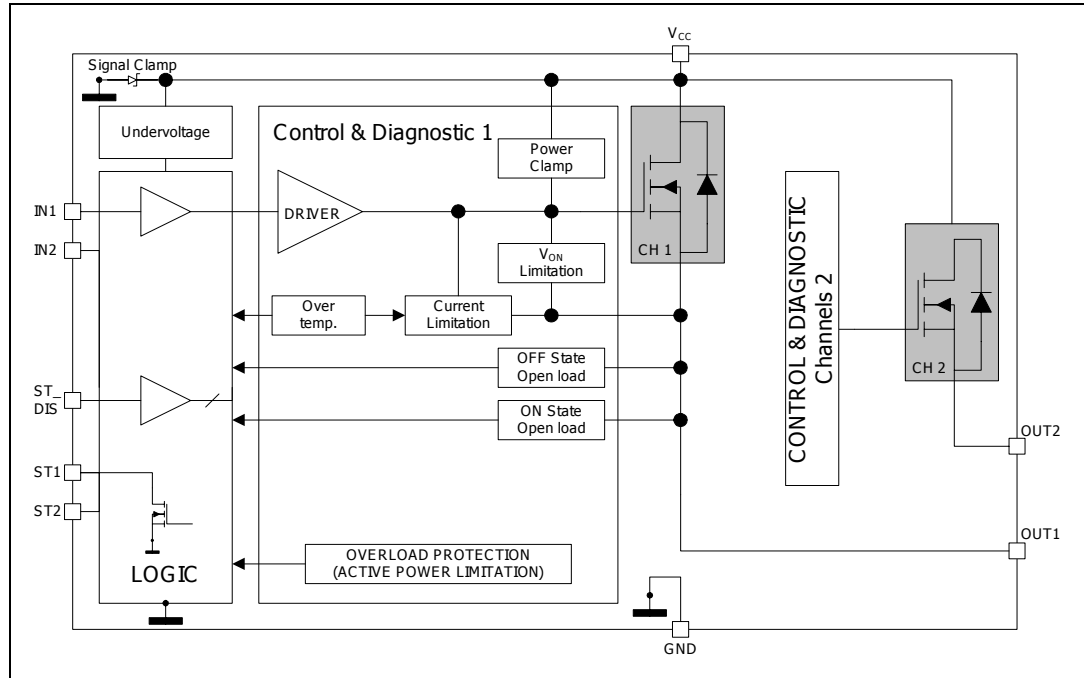 VCC
Signal Clamp
Undervoltage
Control & Diagnostic 1
Power
Clamp
IN1
DRIVER
CH 1
IN2
VON
Limitation
Over
temp.
Current
Limitation
CONTROL & DIAGNOSTIC
Channels 2
CH 2
OFF State
Open load
ST_
DIS
ON State
Open load
OUT2
ST1
ST2
OUT1
LOGIC
OVERLOAD PROTECTION
(ACTIVE POWER LIMITATION)
GND